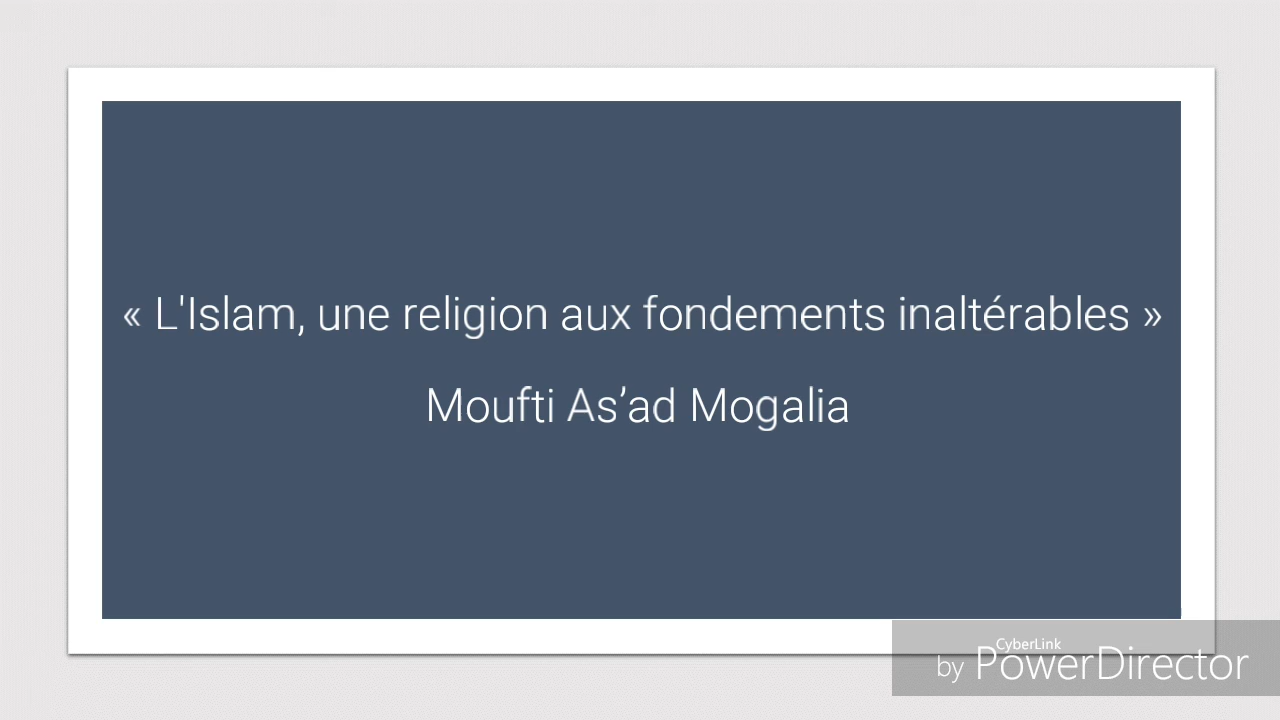 « L'Islam, une religion aux fondements inaltérables »
Moufti As’ad Mogalia
CyberLink
by PowerDirector